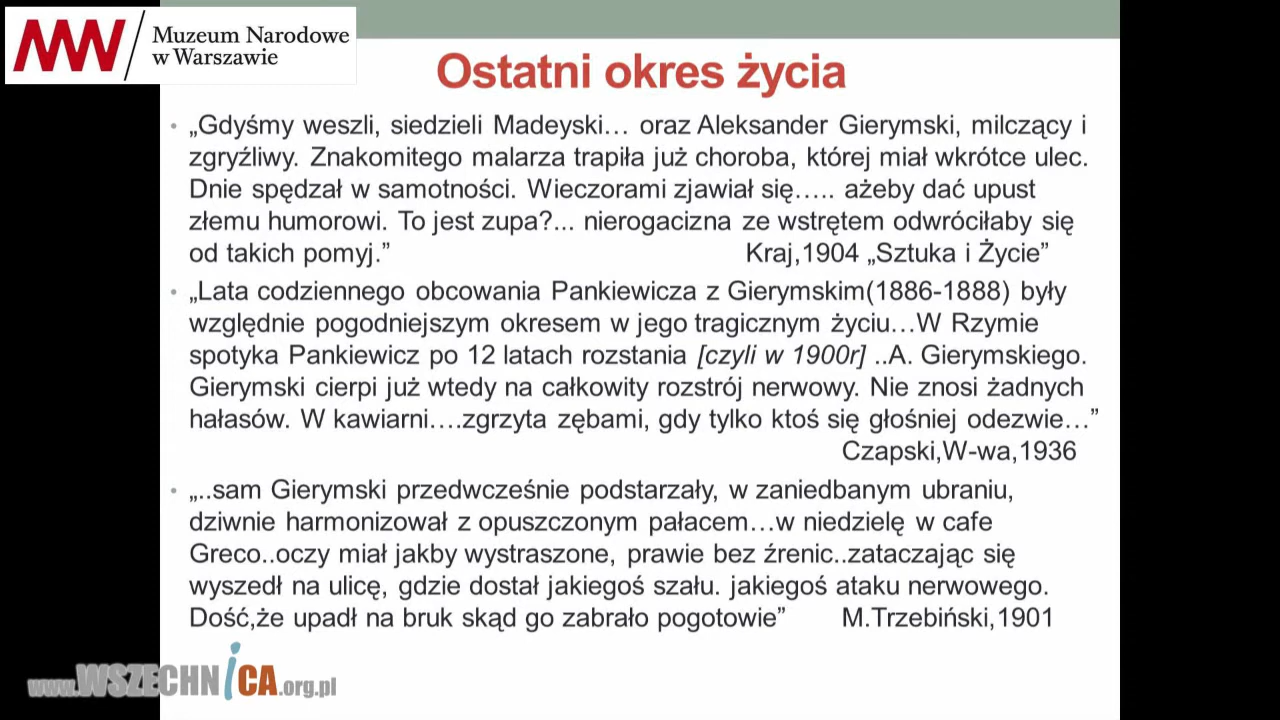 Muzeum Narodowe
w Warszawie
Ostatni okres życia
• „Gdyśmy weszli, siedzieli Madeyski… oraz Aleksander Gierymski, milczący i
zgryźliwy. Znakomitego malarza trapiła już choroba, której miał wkrótce ulec.
Dnie spędzał w samotności. Wieczorami zjawiał się….. ażeby dać upust
złemu humorowi. To jest zupa?... nierogacizna ze wstrętem odwróciłaby się
od takich pomyj.” Kraj,1904 „Sztuka i Życie”
• „Lata codziennego obcowania Pankiewicza z Gierymskim(1886-1888) były
względnie pogodniejszym okresem w jego tragicznym życiu…W Rzymie
spotyka Pankiewicz po 12 latach rozstania [czyli w 1900r] ..A. Gierymskiego.
Gierymski cierpi już wtedy na całkowity rozstrój nerwowy. Nie znosi żadnych
hałasów. W kawiarni….zgrzyta zębami, gdy tylko ktoś się głośniej odezwie…”
Czapski,W-wa,1936
• „..sam Gierymski przedwcześnie podstarzały, w zaniedbanym ubraniu,
dziwnie harmonizował z opuszczonym pałacem…w niedzielę w cafe
Greco..oczy miał jakby wystraszone, prawie bez źrenic..zataczając się
wyszedł na ulicę, gdzie dostał jakiegoś szału. jakiegoś ataku nerwowego.
Dość,że upadł na bruk skąd go zabrało pogotowie” M.Trzebiński,1901
www.WSZECHNiCA.org.pl